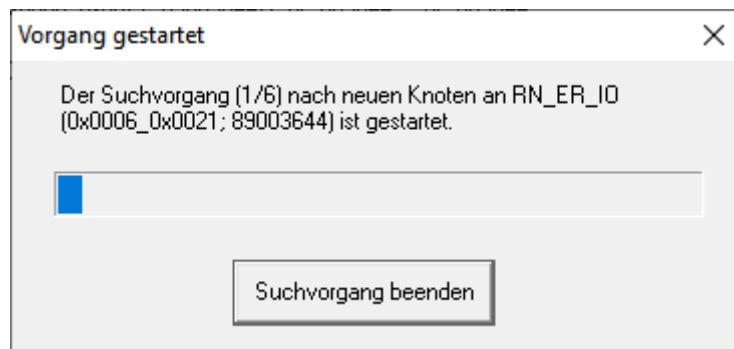 Vorgang gestartet
Der Suchvorgang (1/6) nach neuen Knoten an RN_ER_IO
(0x0006_0x0021; 89003644) ist gestartet.
Suchvorgang beenden